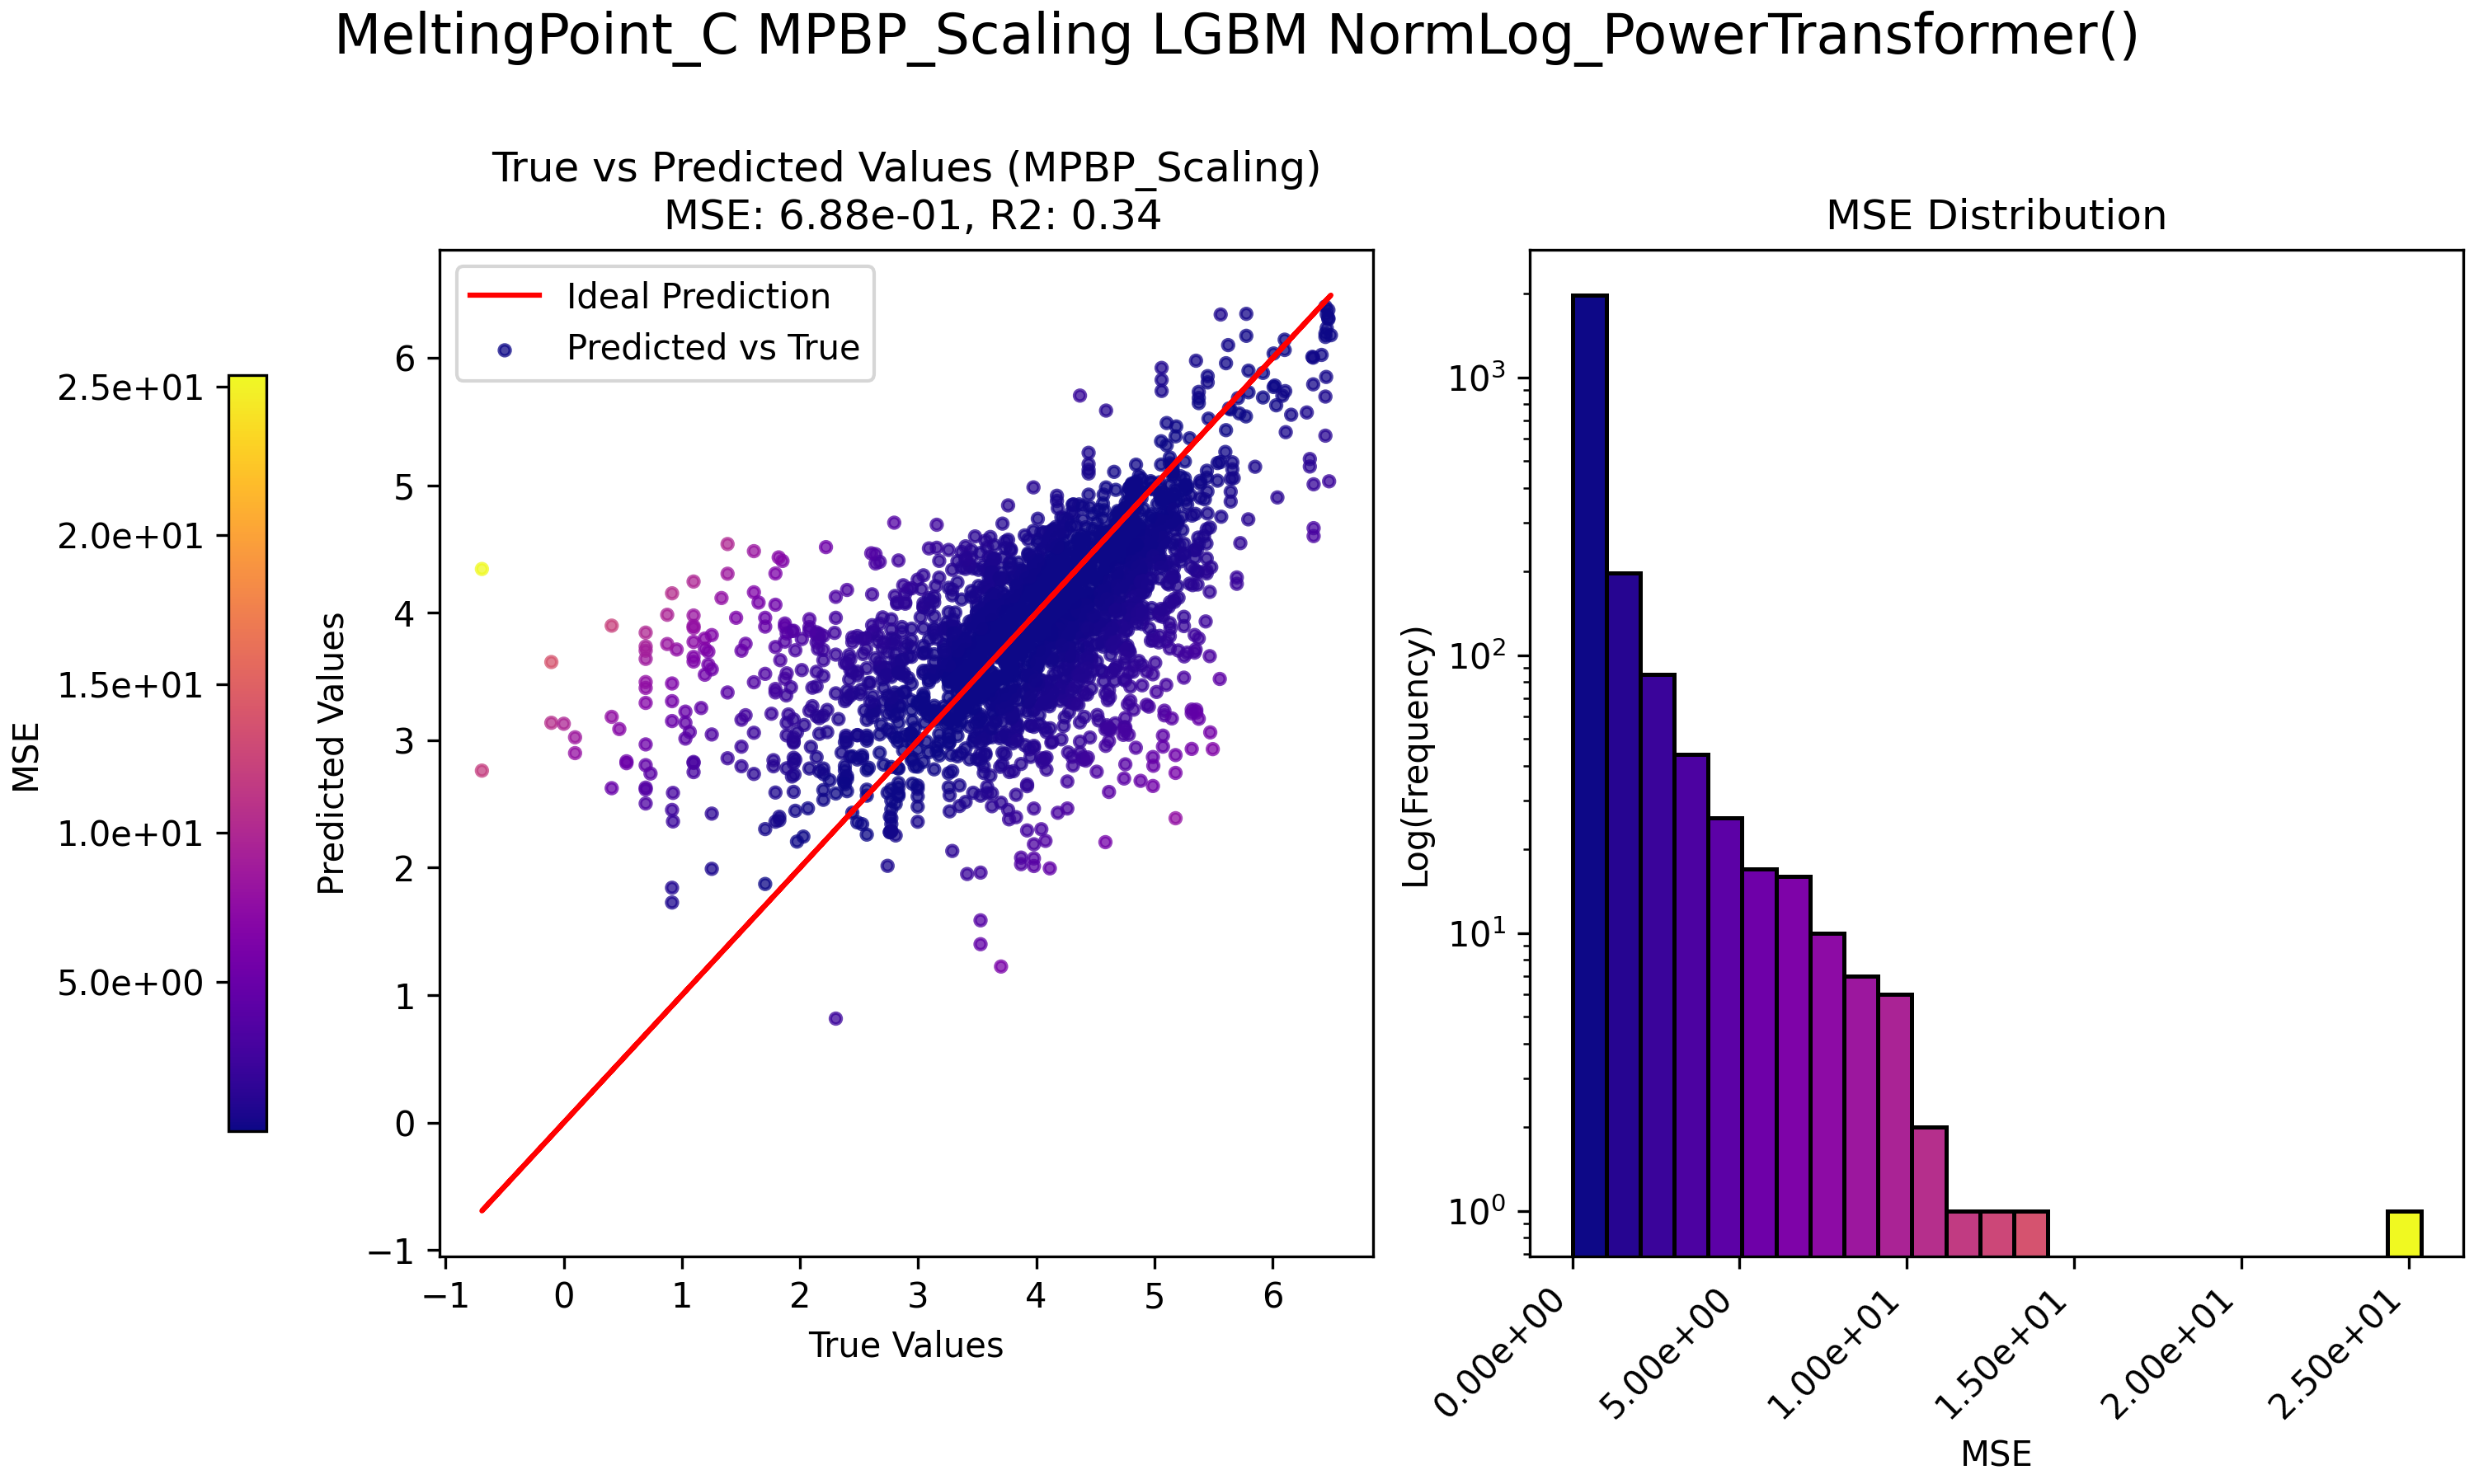 MeltingPoint_C MPBP_Scaling LGBM NormLog_PowerTransformer()
True vs Predicted Values (MPBP_Scaling)
MSE: 6.88e-01, R2: 0.34
Ideal Prediction
Predicted vs True
MSE
2.5e+01
2.0e+01
1.5e+01
1.0e+01
5.0e+00
Predicted Values
6
5
4
3
2
1
0
−1
−1 0 1 2 3 4 5 6
True Values
MSE Distribution
Log(Frequency)
10³
10²
10¹
10⁰
0.00e+00 5.00e+00 1.00e+01 1.50e+01 2.00e+01 2.50e+01
MSE